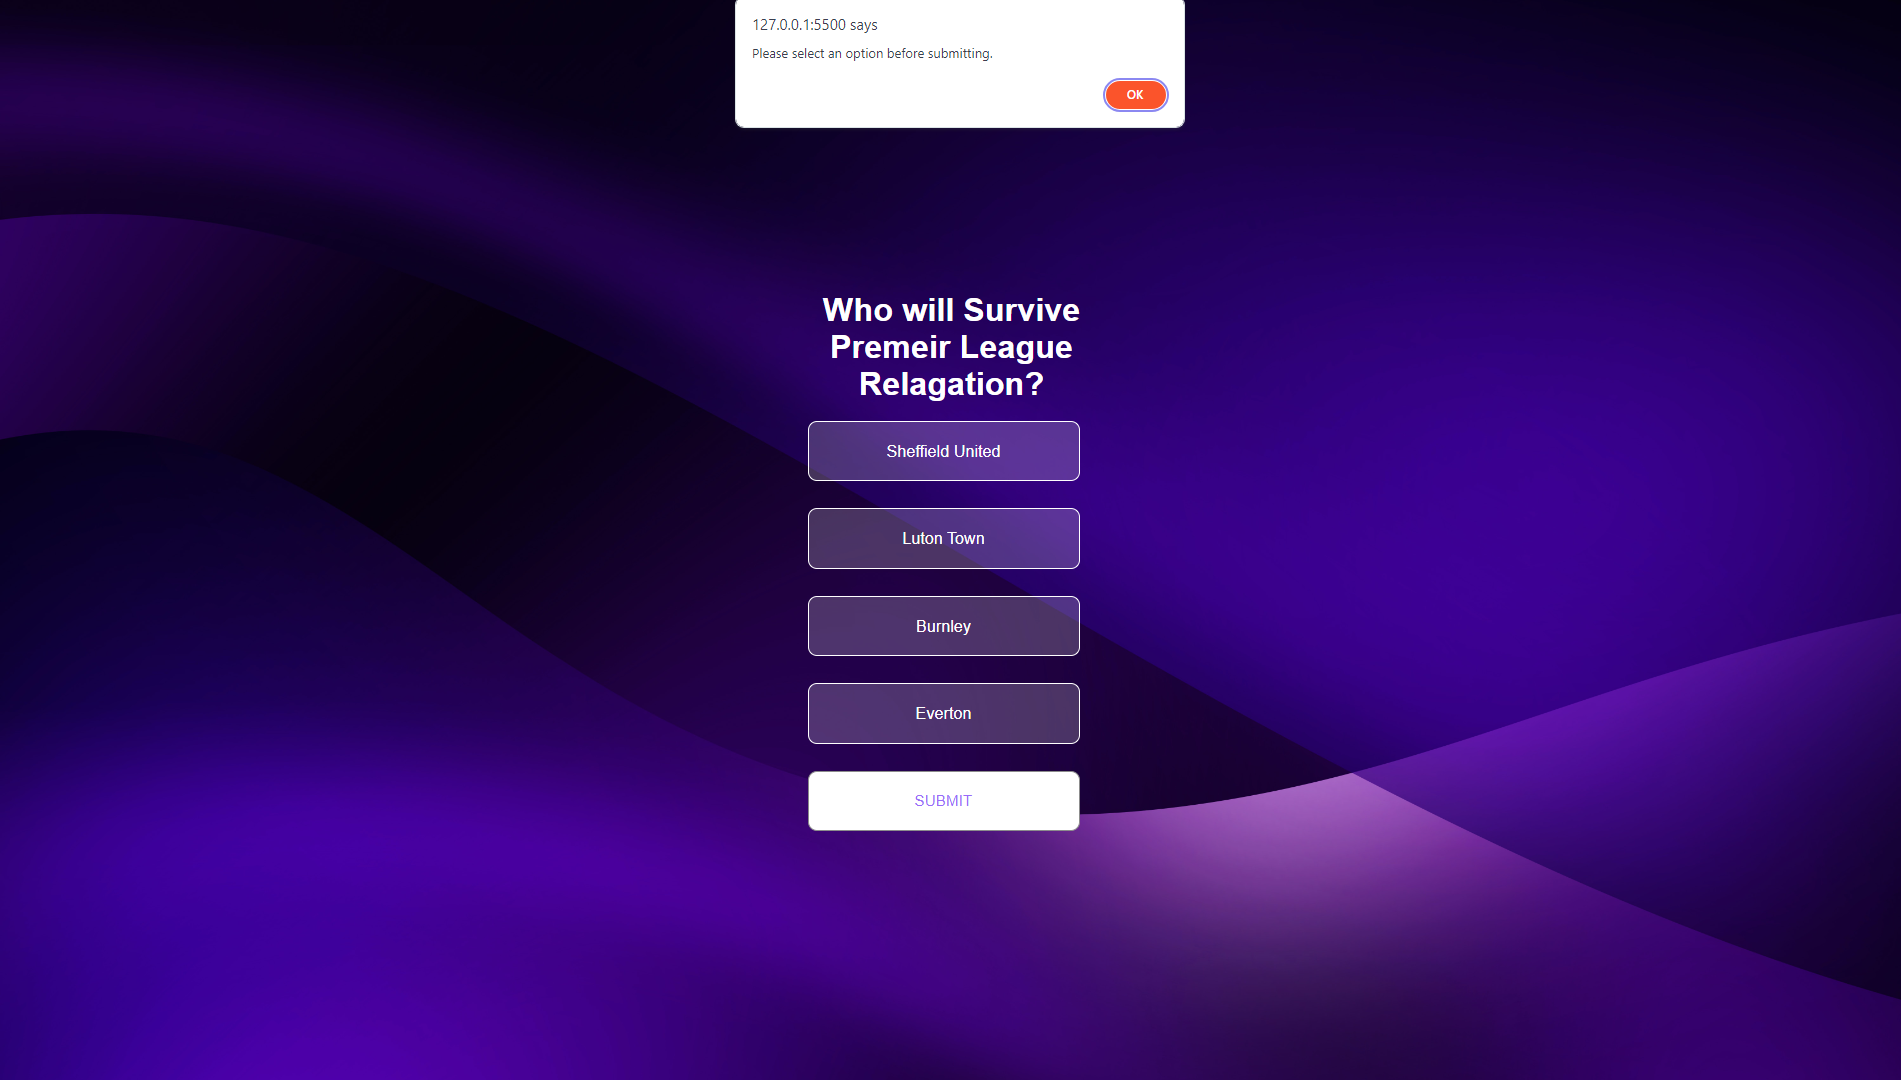 127.0.0.1:5500 says
Please select an option before submitting.
OK
Who will Survive
Premeir League
Relagation?
Sheffield United
Luton Town
Burnley
Everton
SUBMIT